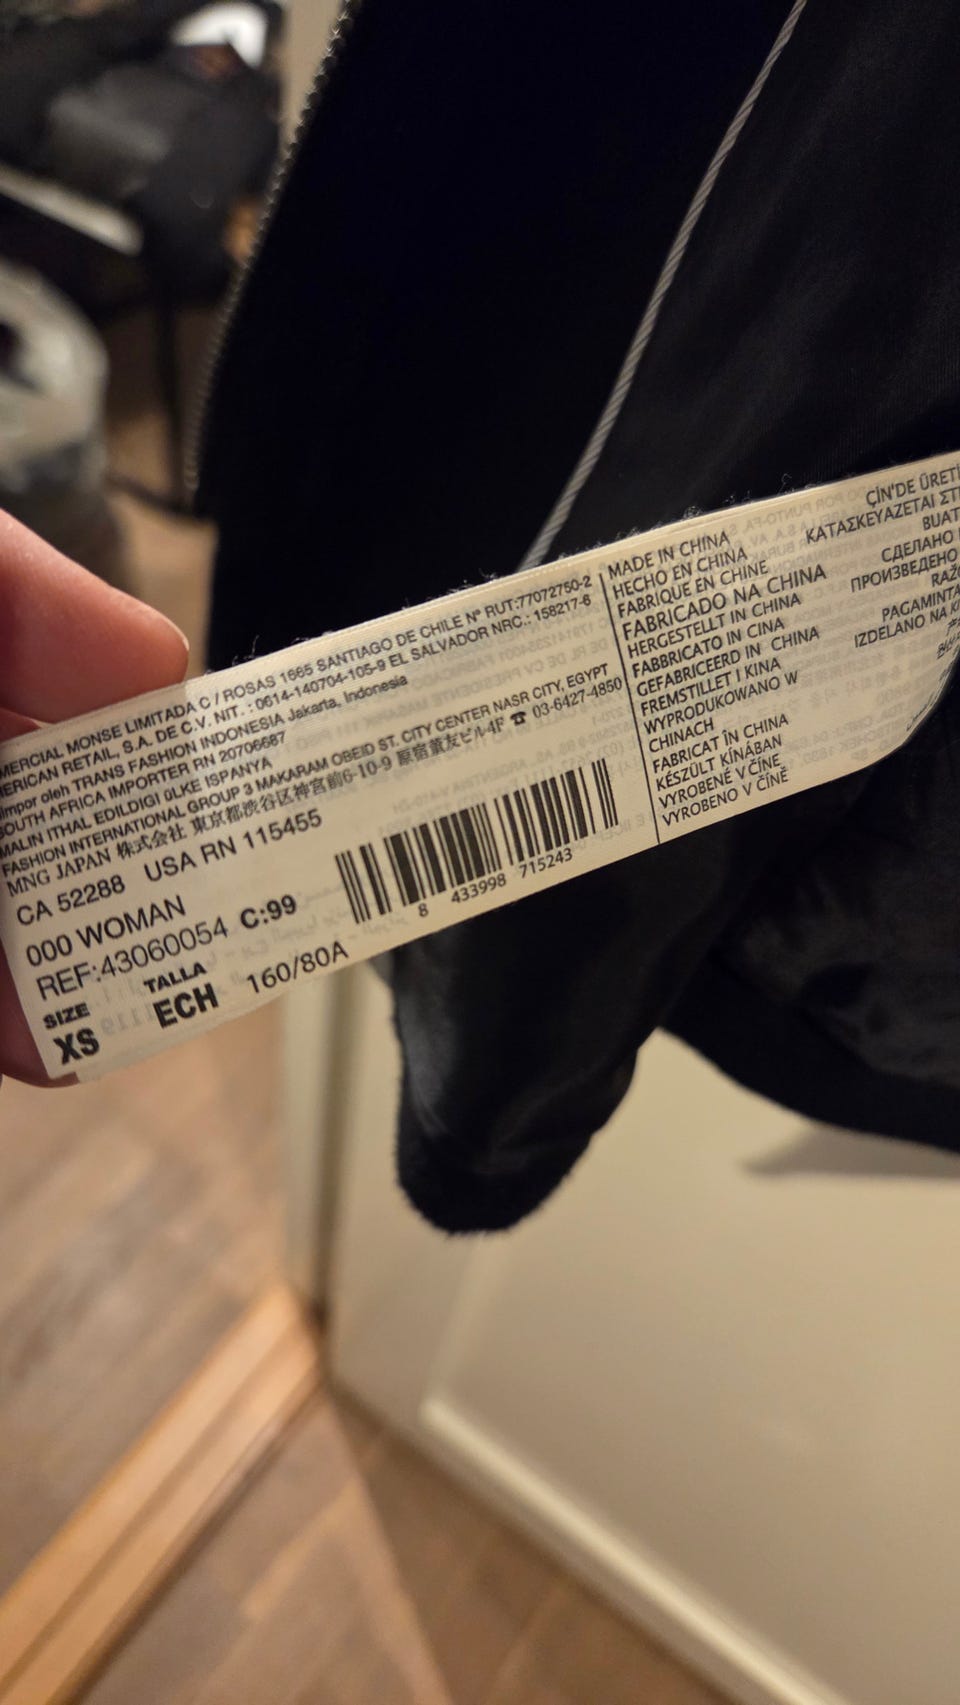 MERCIAL MONSE LIMITADA C / ROSAS 1665 SANTIAGO DE CHILE Nº RUT:77072750-2
ERICAN RETAIL, S.A. DE C.V. NIT. : 0614-140704-105-9 EL SALVADOR NRC.: 158217-6
impor oleh TRANS FASHION INDONESIA Jakarta, Indonesia
OUTH AFRICA IMPORTER RN 20706687
MALIN ITHAL EDILDIGI ÜLKE ISPANYA
FASHION INTERNATIONAL GROUP 3 MAKARAM OBEID ST. CITY CENTER NASR CITY, EGYPT
MNG JAPAN 株式会社 東京都渋谷区神宮前6-10-9 原宿董友ビル4F ☎ 03-6427-4850
CA 52288 USA RN 115455
000 WOMAN
REF:43060054 C:99
SIZE TALLA
XS ECH 160/80A
8 433998 715243
MADE IN CHINA
HECHO EN CHINA
FABRIQUE EN CHINE
FABRICADO NA CHINA
HERGESTELLT IN CHINA
FABBRICATO IN CINA
GEFABRICEERD IN CHINA
FREMSTILLET I KINA
WYPRODUKOWANO W
CHINACH
FABRICAT ÎN CHINA
KÉSZÜLT KÍNÁBAN
VYROBENÉ V ČÍNE
VYROBENO V ČÍNĚ
ÇİN'DE ÜRETİ
ΚΑΤΑΣΚΕΥΑΖΕΤΑΙ ΣΤ
BUAT
СДЕЛАНО
ПРОИЗВЕДЕНО
RAŽO
PAGAMINTA
IZDELANO NA KI